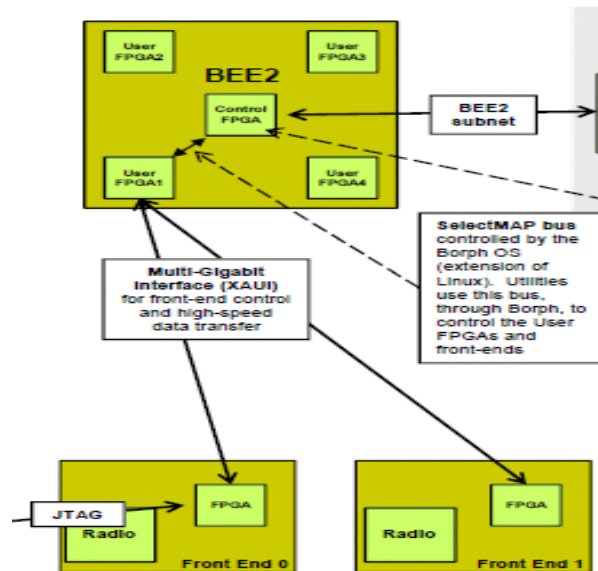 User
FPGA2
User
FPGA3
BEE2
Control
FPGA
BEE2
subnet
User
FPGA1
User
FPGA4
SelectMAP bus
controlled by the
Borph OS
(extension of
Linux).  Utilities
use this bus,
through Borph, to
control the User
FPGAs and
front-ends
Multi-Gigabit
Interface (XAUI)
for front-end control
and high-speed
data transfer
JTAG
FPGA
Radio
Front End 0
FPGA
Radio
Front End 1